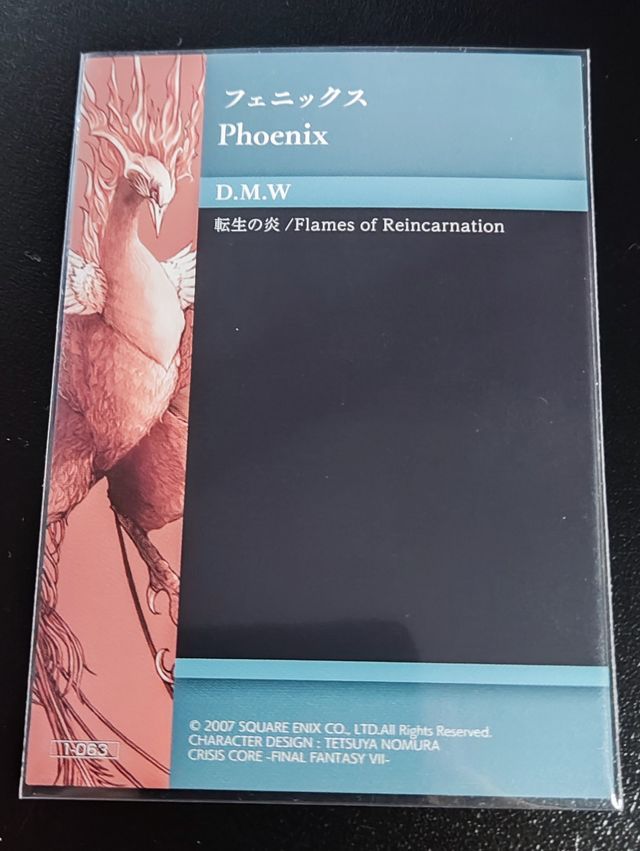 フェニックス
Phoenix
D.M.W
転生の炎/Flames of Reincarnation
© 2007 SQUARE ENIX CO., LTD.All Rights Reserved.
CHARACTER DESIGN : TETSUYA NOMURA
CRISIS CORE -FINAL FANTASY VII-
1-063